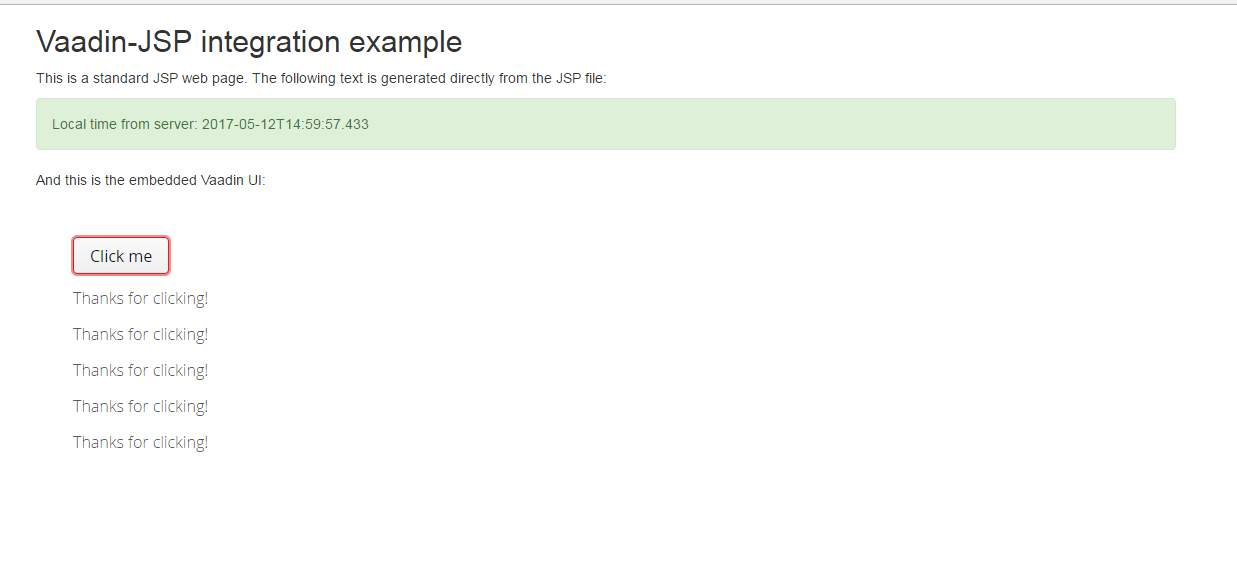 Vaadin-JSP integration example
This is a standard JSP web page. The following text is generated directly from the JSP file:
Local time from server: 2017-05-12T14:59:57.433
And this is the embedded Vaadin UI:
Click me
Thanks for clicking!
Thanks for clicking!
Thanks for clicking!
Thanks for clicking!
Thanks for clicking!